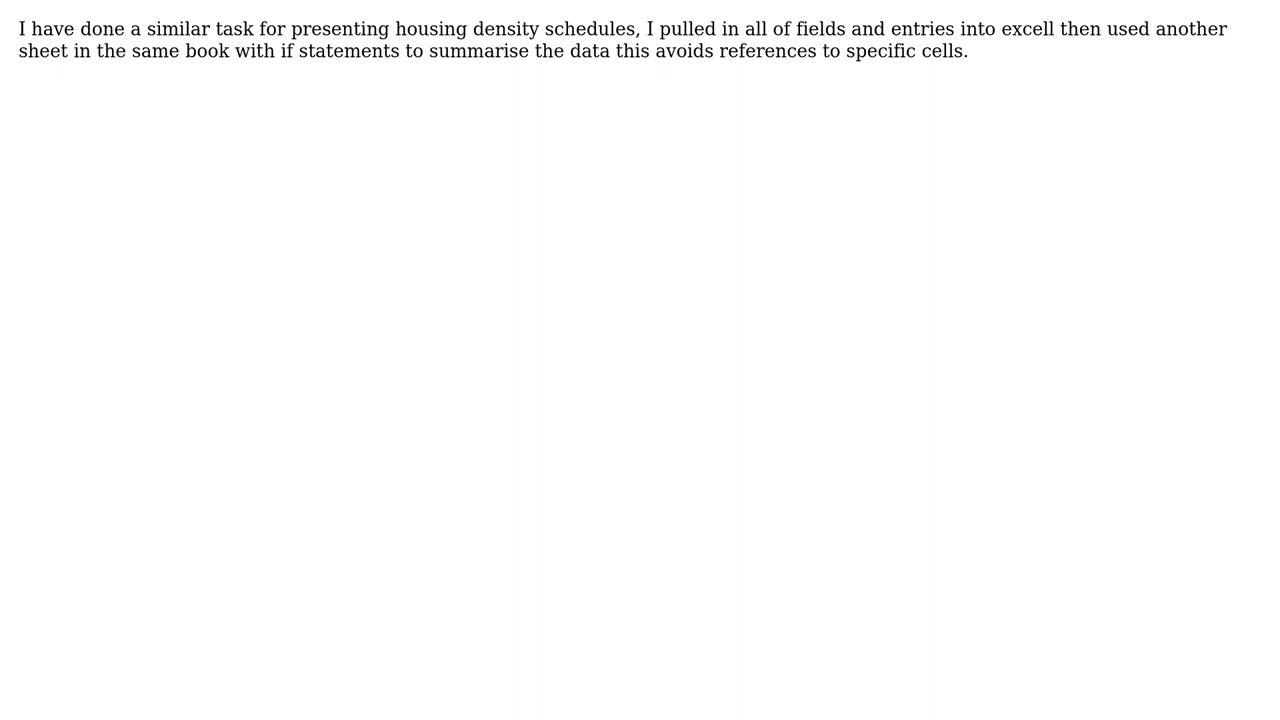 I have done a similar task for presenting housing density schedules, I pulled in all of fields and entries into excell then used another
sheet in the same book with if statements to summarise the data this avoids references to specific cells.